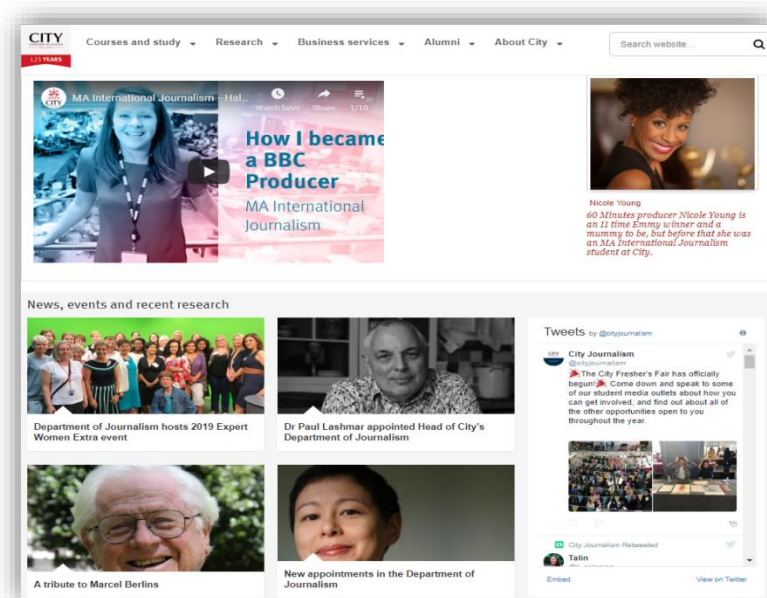 CITY
125 YEARS
Courses and study
Research
Business services
Alumni
About City
Search website...
CITY
MA International Journalism - Hal...
Watch later
Share
1/10
How I became
a BBC
Producer
MA International
Journalism
Nicole Young
60 Minutes producer Nicole Young is
an 11 time Emmy winner and a
mummy to be, but before that she was
an MA International Journalism
student at City.
News, events and recent research
Department of Journalism hosts 2019 Expert
Women Extra event
Dr Paul Lashmar appointed Head of City's
Department of Journalism
A tribute to Marcel Berlins
New appointments in the Department of
Journalism
Tweets by @cityjournalism
CITY
City Journalism
@cityjournalism
The City Fresher's Fair has officially
begun! Come down and speak to some
of our student media outlets about how you
can get involved, and find out about all of
the other opportunities open to you
throughout the year.
City Journalism Retweeted
Talin
Embed
View on Twitter